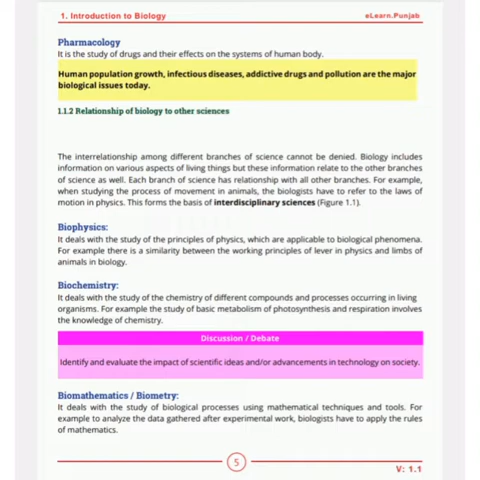 1. Introduction to Biology
eLearn.Punjab
Pharmacology
It is the study of drugs and their effects on the systems of human body.
Human population growth, infectious diseases, addictive drugs and pollution are the major
biological issues today.
1.1.2 Relationship of biology to other sciences
The interrelationship among different branches of science cannot be denied. Biology includes
information on various aspects of living things but these information relate to the other branches
of science as well. Each branch of science has relationship with all other branches. For example,
when studying the process of movement in animals, the biologists have to refer to the laws of
motion in physics. This forms the basis of interdisciplinary sciences (Figure 1.1).
Biophysics:
It deals with the study of the principles of physics, which are applicable to biological phenomena.
For example there is a similarity between the working principles of lever in physics and limbs of
animals in biology.
Biochemistry:
It deals with the study of the chemistry of different compounds and processes occurring in living
organisms. For example the study of basic metabolism of photosynthesis and respiration involves
the knowledge of chemistry.
Discussion / Debate
Identify and evaluate the impact of scientific ideas and/or advancements in technology on society.
Biomathematics / Biometry:
It deals with the study of biological processes using mathematical techniques and tools. For
example to analyze the data gathered after experimental work, biologists have to apply the rules
of mathematics.
5
V: 1.1